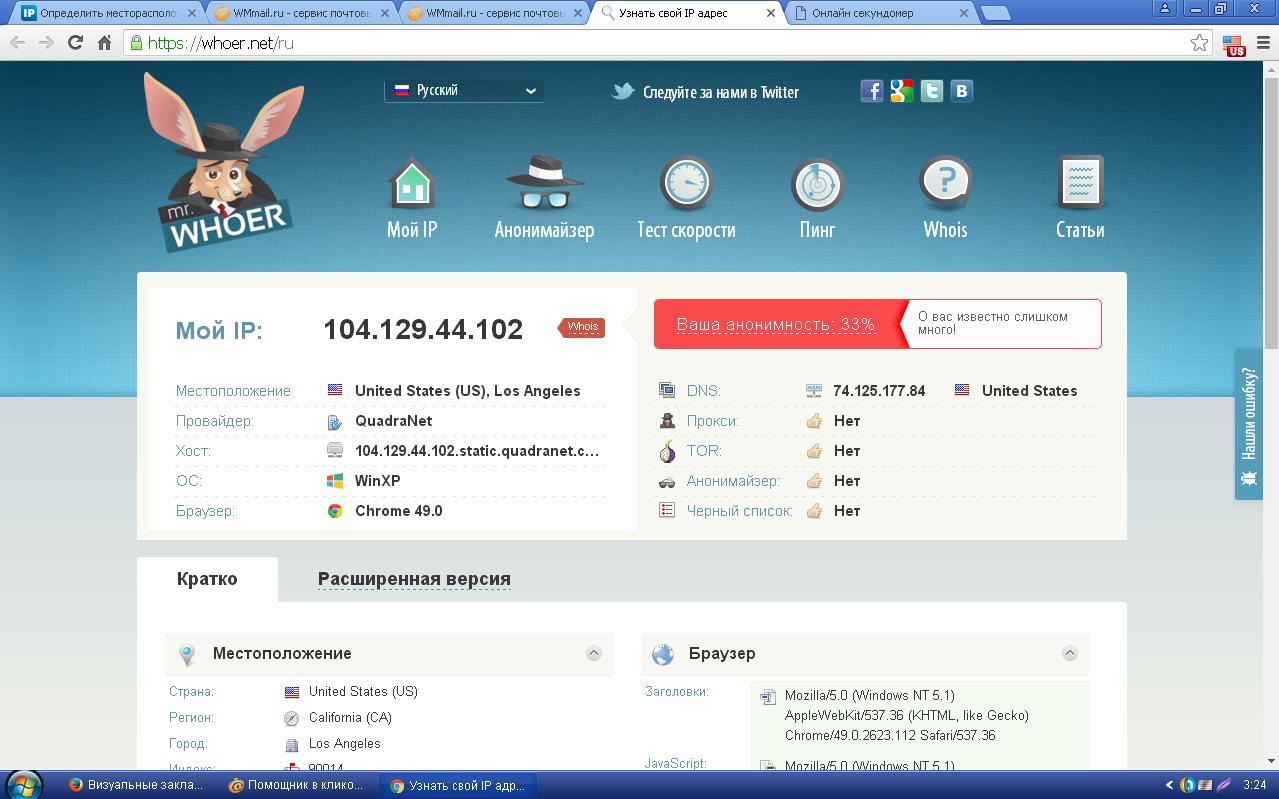 Определить месторасполо
WMmail.ru - сервис почтовы
WMmail.ru - сервис почтовы
Узнать свой IP адрес
Онлайн секундомер
https://whoer.net/ru
US
mr. WHOER
Русский
Следуйте за нами в Twitter
Мой IP
Анонимайзер
Тест скорости
Пинг
Whois
Статьи
Мой IP: 104.129.44.102 Whois
Ваша анонимность: 33%
О вас известно слишком
много!
Местоположение United States (US), Los Angeles
Провайдер: QuadraNet
Хост: 104.129.44.102.static.quadranet.c...
ОС: WinXP
Браузер: Chrome 49.0
DNS: 74.125.177.84 United States
Прокси: Нет
TOR: Нет
Анонимайзер: Нет
Черный список: Нет
Нашли ошибку?
Кратко
Расширенная версия
Местоположение
Страна: United States (US)
Регион: California (CA)
Город: Los Angeles
Индекс: 90014
Браузер
Заголовки: Mozilla/5.0 (Windows NT 5.1)
AppleWebKit/537.36 (KHTML, like Gecko)
Chrome/49.0.2623.112 Safari/537.36
JavaScript: Mozilla/5.0 (Windows NT 5.1)
Визуальные закла...
Помощник в клико...
Узнать свой IP адр...
3:24